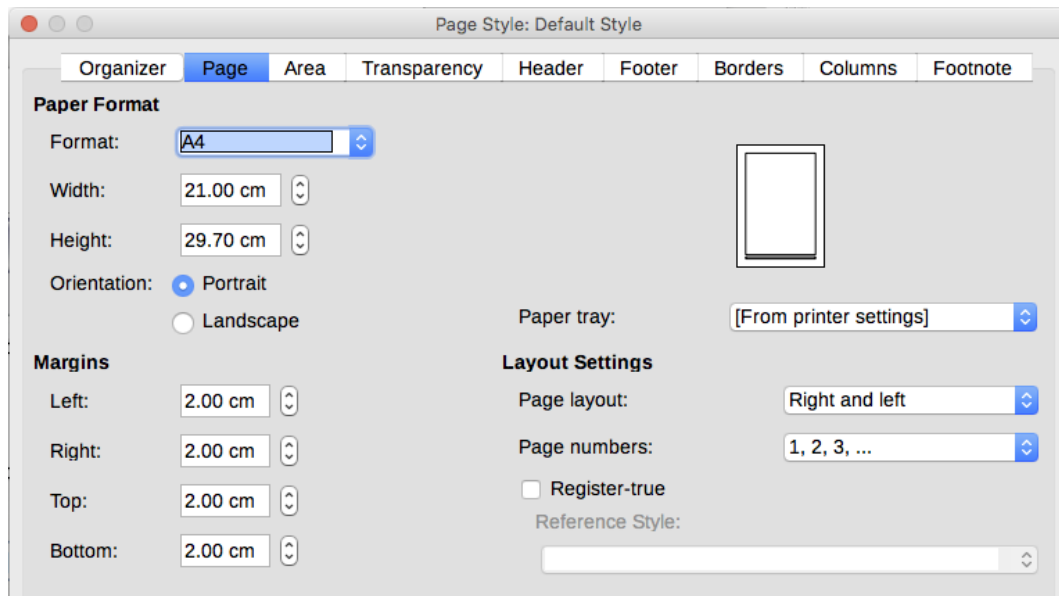 Page Style: Default Style
Organizer Page Area Transparency Header Footer Borders Columns Footnote
Paper Format
Format: A4
Width: 21.00 cm
Height: 29.70 cm
Orientation: Portrait
Landscape
Paper tray: [From printer settings]
Margins
Left: 2.00 cm
Right: 2.00 cm
Top: 2.00 cm
Bottom: 2.00 cm
Layout Settings
Page layout: Right and left
Page numbers: 1, 2, 3, ...
Register-true
Reference Style: